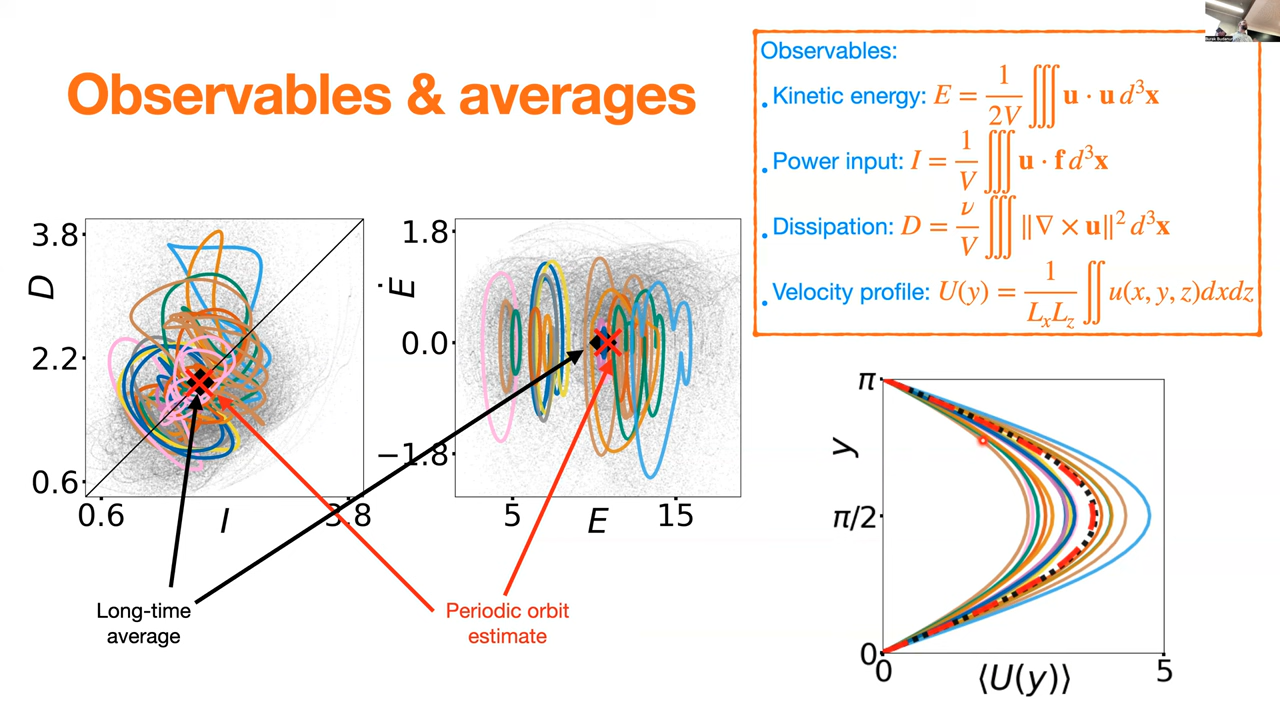 Observables & averages
Observables:
. Kinetic energy: E = 1/2V ∭ u · u d³x
. Power input: I = 1/V ∭ u · f d³x
. Dissipation: D = ν/V ∭ ‖∇ × u‖² d³x
. Velocity profile: U(y) = 1/LₓL_z ∬ u(x, y, z)dxdz
3.8
D
2.2
0.6
0.6
I
3.8
1.8
Ė
0.0
−1.8
5
E
15
π
y
π/2
0
0
⟨U(y)⟩
5
Long-time
average
Periodic orbit
estimate